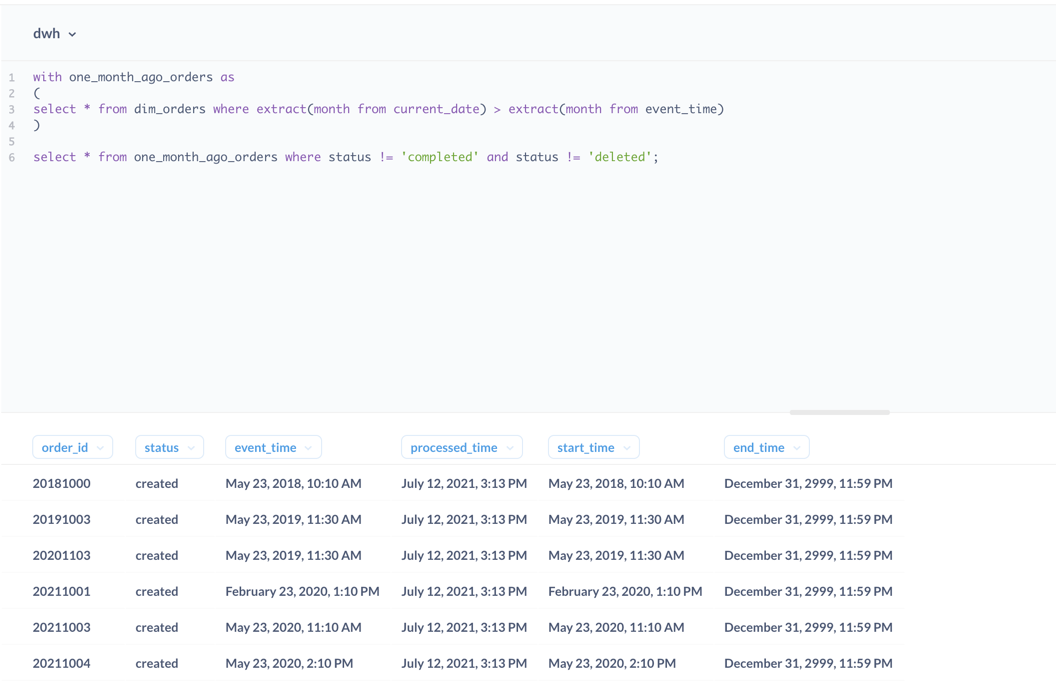 dwh
1 with one_month_ago_orders as
2 (
3 select * from dim_orders where extract(month from current_date) > extract(month from event_time)
4 )
5
6 select * from one_month_ago_orders where status != 'completed' and status != 'deleted';
order_id status event_time processed_time start_time end_time
20181000 created May 23, 2018, 10:10 AM July 12, 2021, 3:13 PM May 23, 2018, 10:10 AM December 31, 2999, 11:59 PM
20191003 created May 23, 2019, 11:30 AM July 12, 2021, 3:13 PM May 23, 2019, 11:30 AM December 31, 2999, 11:59 PM
20201103 created May 23, 2019, 11:30 AM July 12, 2021, 3:13 PM May 23, 2019, 11:30 AM December 31, 2999, 11:59 PM
20211001 created February 23, 2020, 1:10 PM July 12, 2021, 3:13 PM February 23, 2020, 1:10 PM December 31, 2999, 11:59 PM
20211003 created May 23, 2020, 11:10 AM July 12, 2021, 3:13 PM May 23, 2020, 11:10 AM December 31, 2999, 11:59 PM
20211004 created May 23, 2020, 2:10 PM July 12, 2021, 3:13 PM May 23, 2020, 2:10 PM December 31, 2999, 11:59 PM